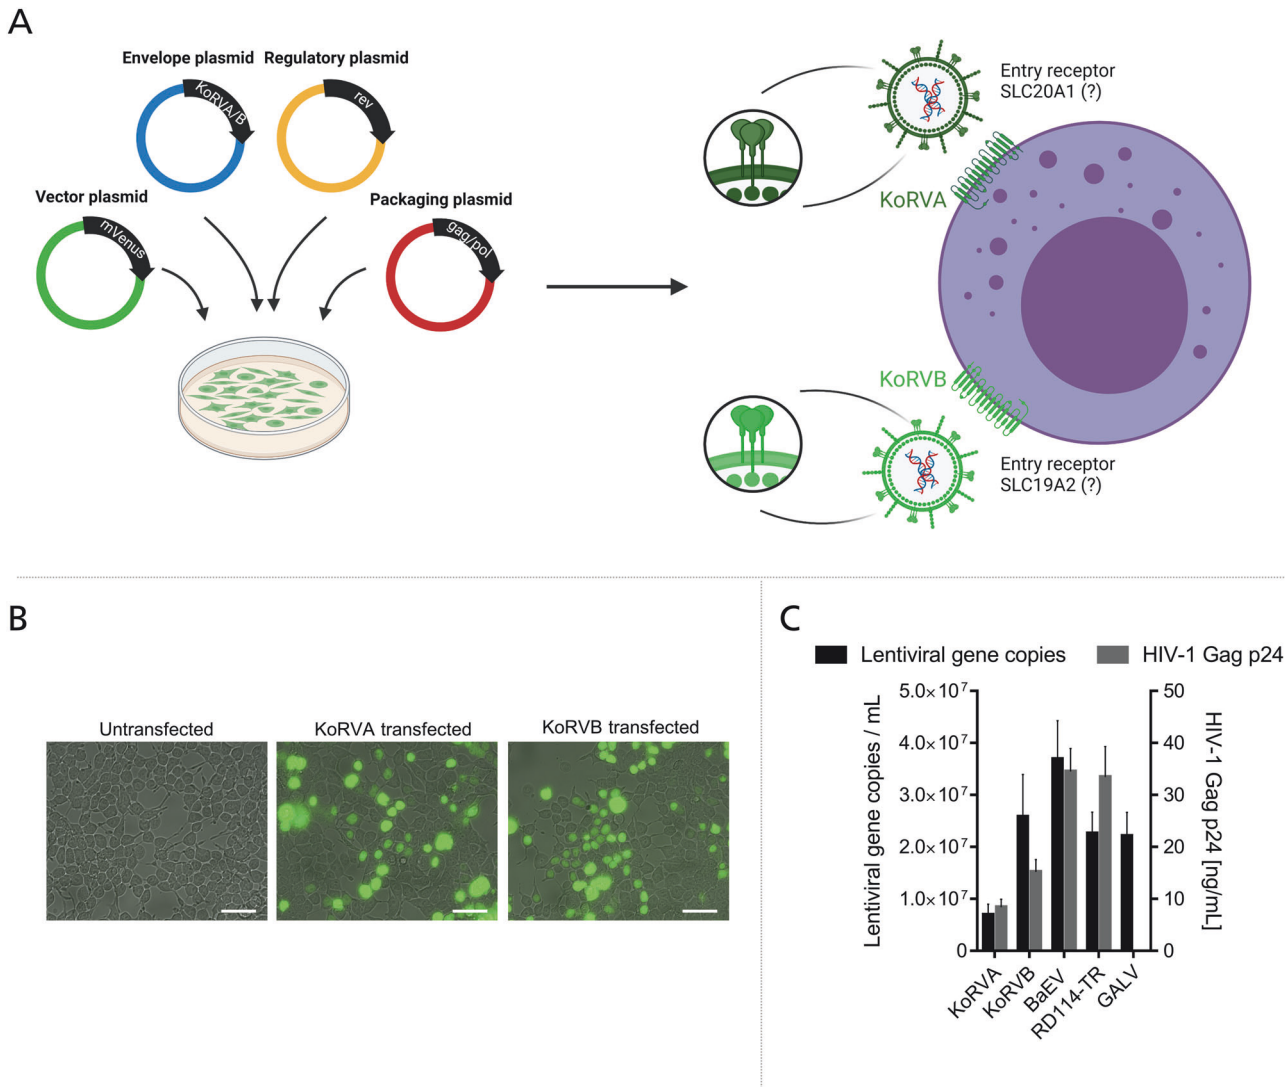 A
Envelope plasmid
Regulatory plasmid
KoRVA/B
rev
Vector plasmid
Packaging plasmid
mVenus
gag/pol
Entry receptor
SLC20A1 (?)
KoRVA
KoRVB
Entry receptor
SLC19A2 (?)
B
Untransfected
KoRVA transfected
KoRVB transfected
C
Lentiviral gene copies
HIV-1 Gag p24
Lentiviral gene copies / mL
5.0×10⁷
4.0×10⁷
3.0×10⁷
2.0×10⁷
1.0×10⁷
0
50
40
30
20
10
0
HIV-1 Gag p24 [ng/mL]
KoRVA
KoRVB
BaEV
RD114-TR
GALV